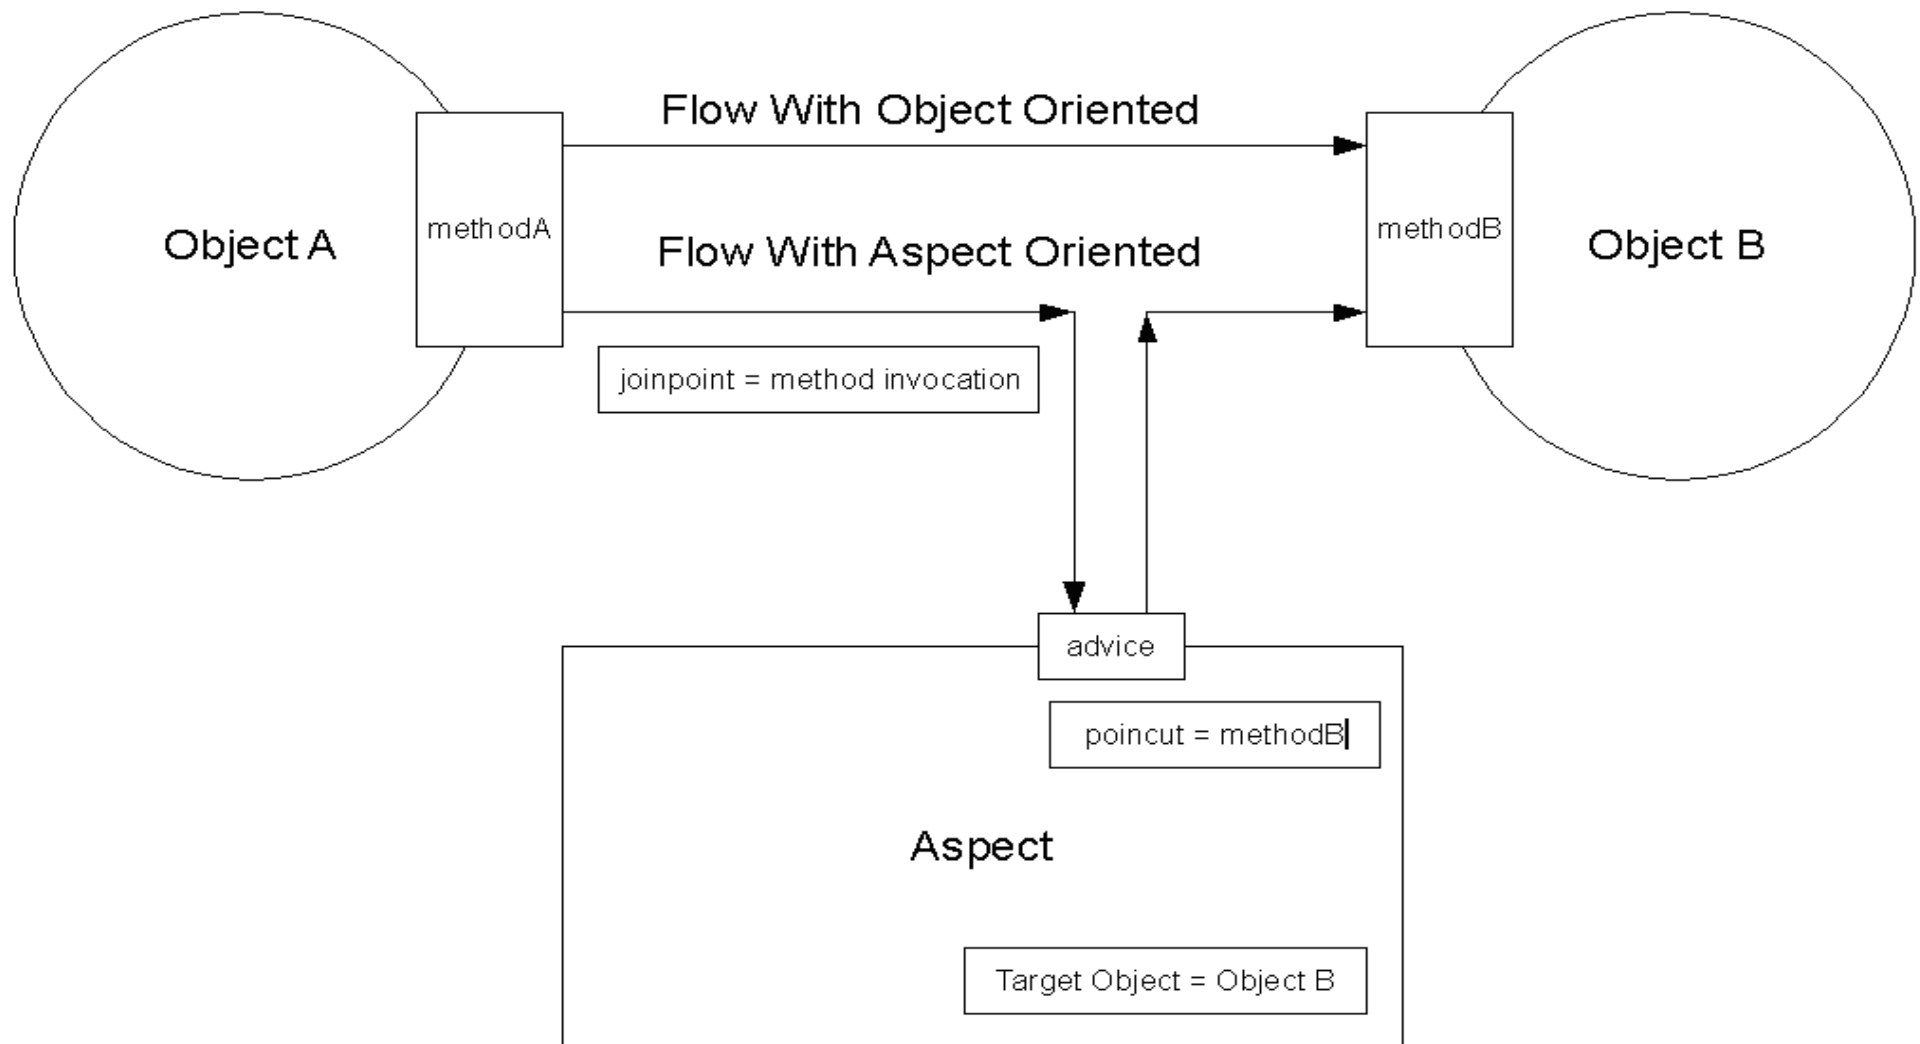 Flow With Object Oriented
Object A
methodA
methodB
Object B
Flow With Aspect Oriented
joinpoint = method invocation
advice
poincut = methodB
Aspect
Target Object = Object B